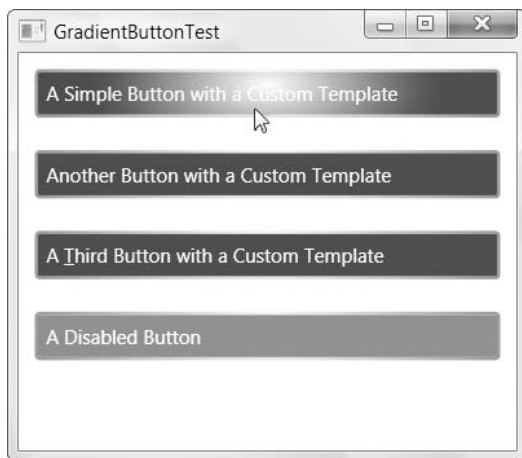 GradientButtonTest
A Simple Button with a Custom Template
Another Button with a Custom Template
A Third Button with a Custom Template
A Disabled Button